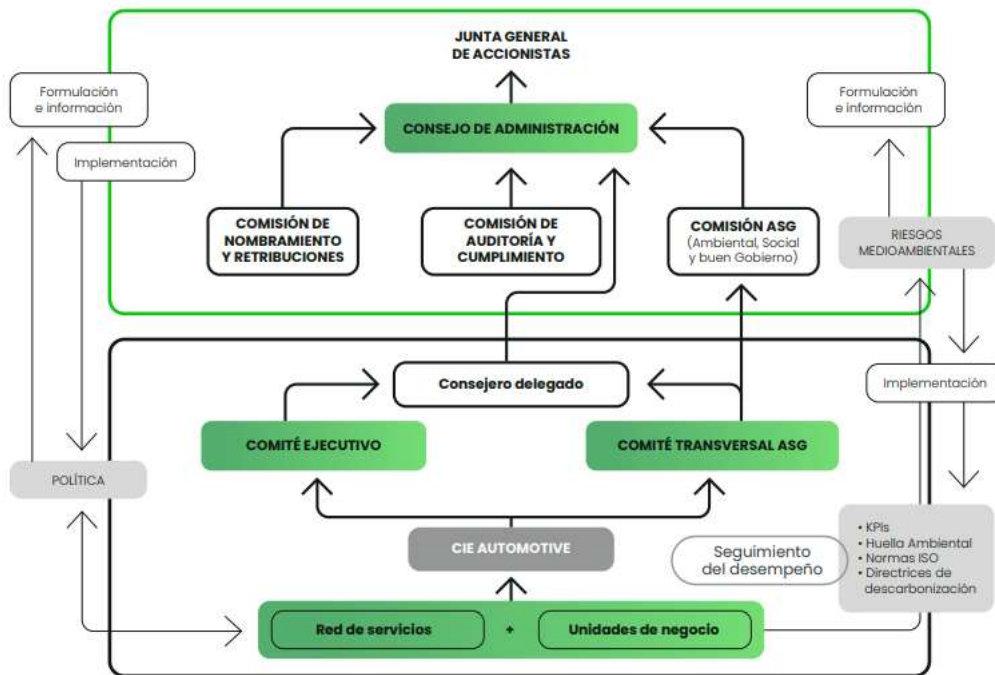 JUNTA GENERAL
DE ACCIONISTAS
Formulación
e información
Formulación
e información
CONSEJO DE ADMINISTRACIÓN
Implementación
COMISIÓN DE
NOMBRAMIENTO
Y RETRIBUCIONES
COMISIÓN DE
AUDITORÍA Y
CUMPLIMIENTO
COMISIÓN ASG
(Ambiental, Social
y buen Gobierno)
RIESGOS
MEDIOAMBIENTALES
Consejero delegado
Implementación
COMITÉ EJECUTIVO
COMITÉ TRANSVERSAL ASG
POLÍTICA
CIE AUTOMOTIVE
Seguimiento
del desempeño
• KPIs
• Huella Ambiental
• Normas ISO
• Directrices de
descarbonización
Red de servicios + Unidades de negocio